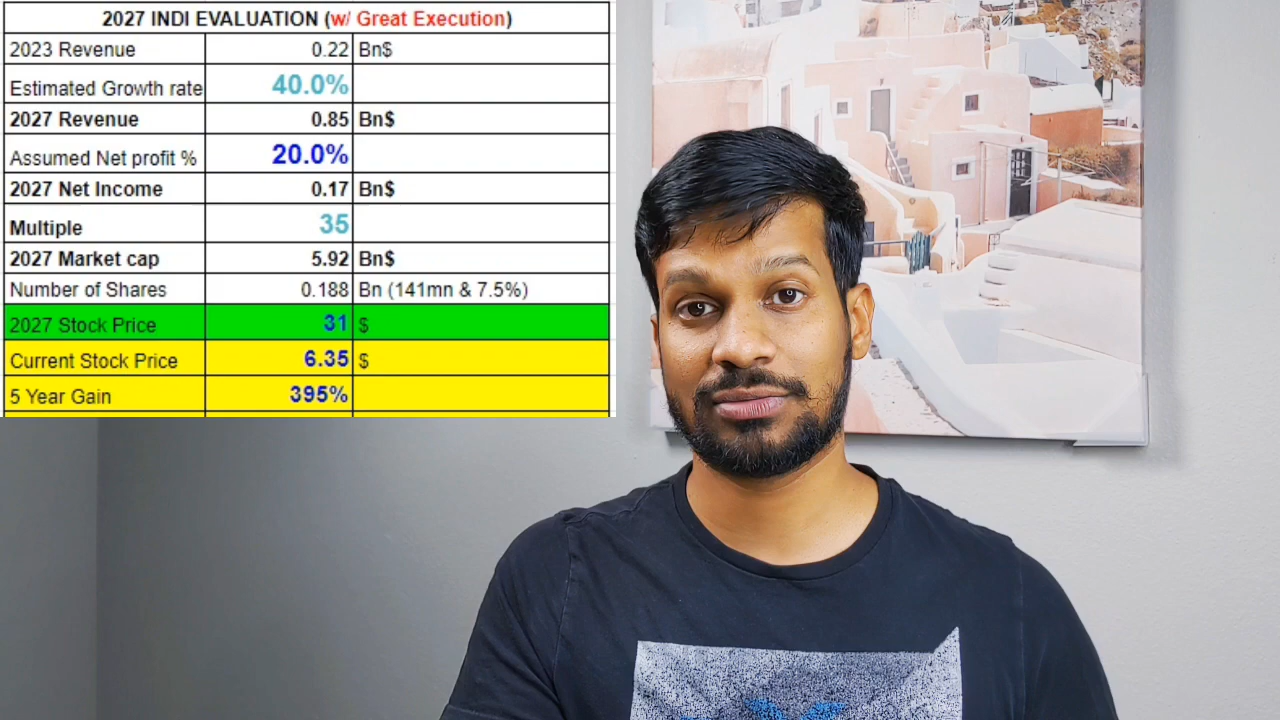 2027 INDI EVALUATION (w/ Great Execution)
2023 Revenue 0.22 Bn$
Estimated Growth rate 40.0%
2027 Revenue 0.85 Bn$
Assumed Net profit % 20.0%
2027 Net Income 0.17 Bn$
Multiple 35
2027 Market cap 5.92 Bn$
Number of Shares 0.188 Bn (141mn & 7.5%)
2027 Stock Price 31 $
Current Stock Price 6.35 $
5 Year Gain 395%